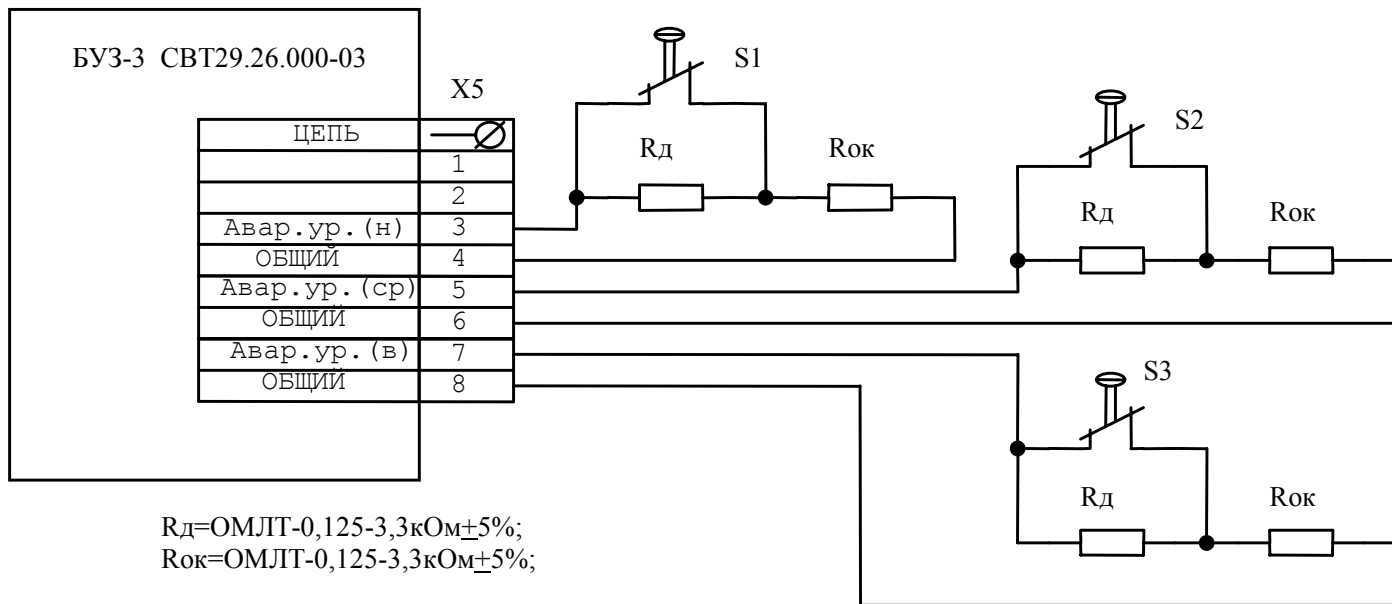 БУЗ-3 СВТ29.26.000-03
X5
S1
S2
ЦЕПЬ
1
2
Авар.ур.(н) 3
ОБЩИЙ 4
Авар.ур.(ср) 5
ОБЩИЙ 6
Авар.ур.(в) 7
ОБЩИЙ 8
Rд Rок
Rд Rок
S3
Rд Rок
Rд=ОМЛТ-0,125-3,3кОм±5%;
Rок=ОМЛТ-0,125-3,3кОм±5%;